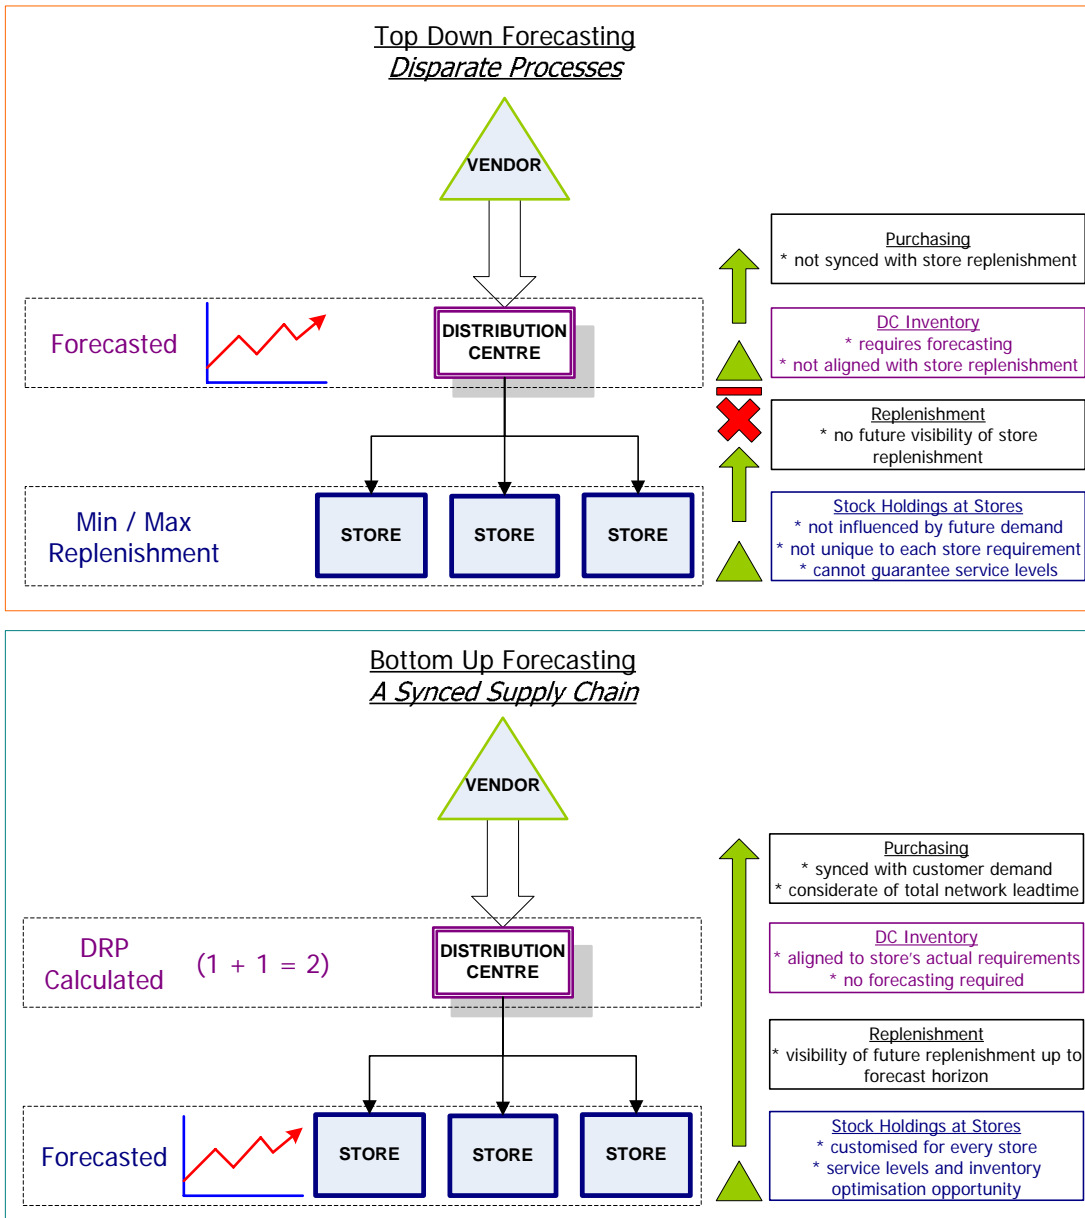 Top Down Forecasting
Disparate Processes
VENDOR
Purchasing
* not synced with store replenishment
Forecasted
DISTRIBUTION
CENTRE
DC Inventory
* requires forecasting
* not aligned with store replenishment
Replenishment
* no future visibility of store
replenishment
Min / Max
Replenishment
STORE
STORE
STORE
Stock Holdings at Stores
* not influenced by future demand
* not unique to each store requirement
* cannot guarantee service levels
Bottom Up Forecasting
A Synced Supply Chain
VENDOR
Purchasing
* synced with customer demand
* considerate of total network leadtime
DRP
Calculated
(1 + 1 = 2)
DISTRIBUTION
CENTRE
DC Inventory
* aligned to store's actual requirements
* no forecasting required
Replenishment
* visibility of future replenishment up to
forecast horizon
Forecasted
STORE
STORE
STORE
Stock Holdings at Stores
* customised for every store
* service levels and inventory
optimisation opportunity